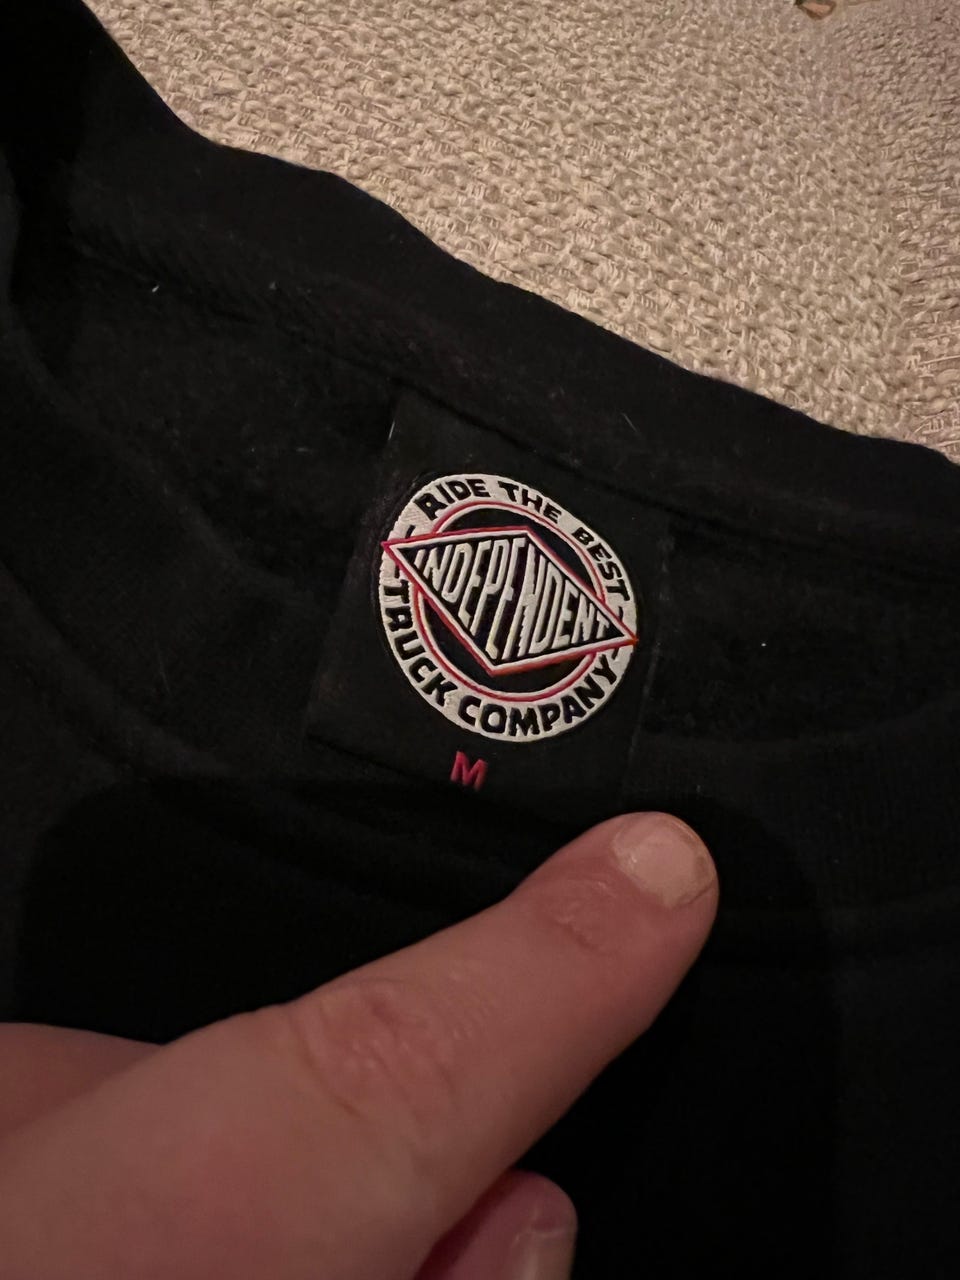 RIDE THE BEST
INDEPENDENT
TRUCK COMPANY
M